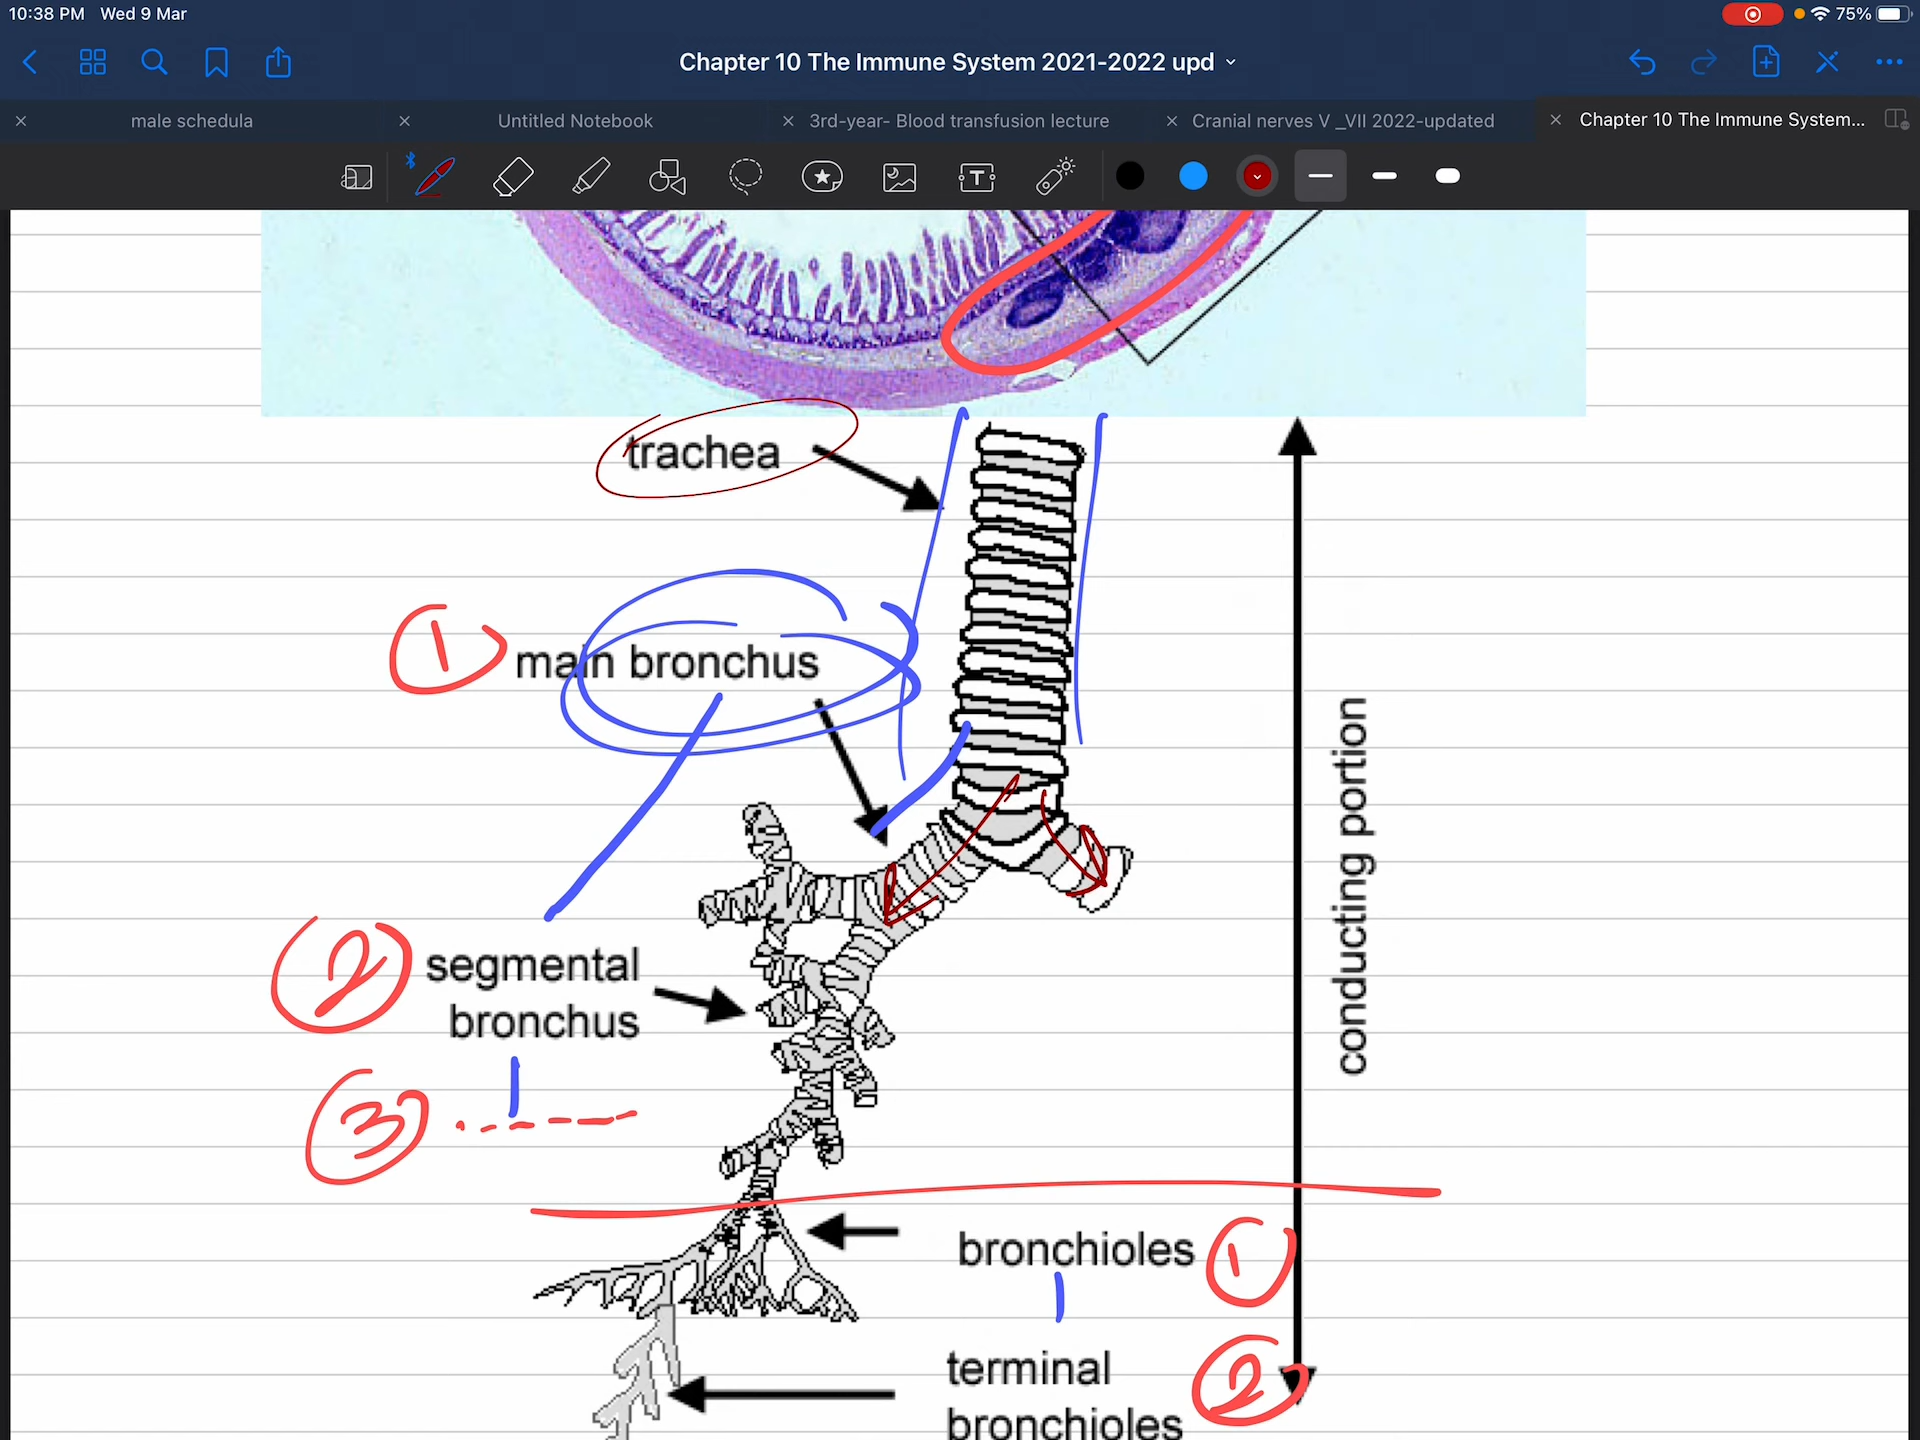 10:38 PM Wed 9 Mar
75%
Chapter 10 The Immune System 2021-2022 upd
male schedula
Untitled Notebook
3rd-year- Blood transfusion lecture
Cranial nerves V _VII 2022-updated
Chapter 10 The Immune System...
trachea
1 main bronchus
conducting portion
2 segmental
bronchus
3
bronchioles 1
terminal 2
bronchioles